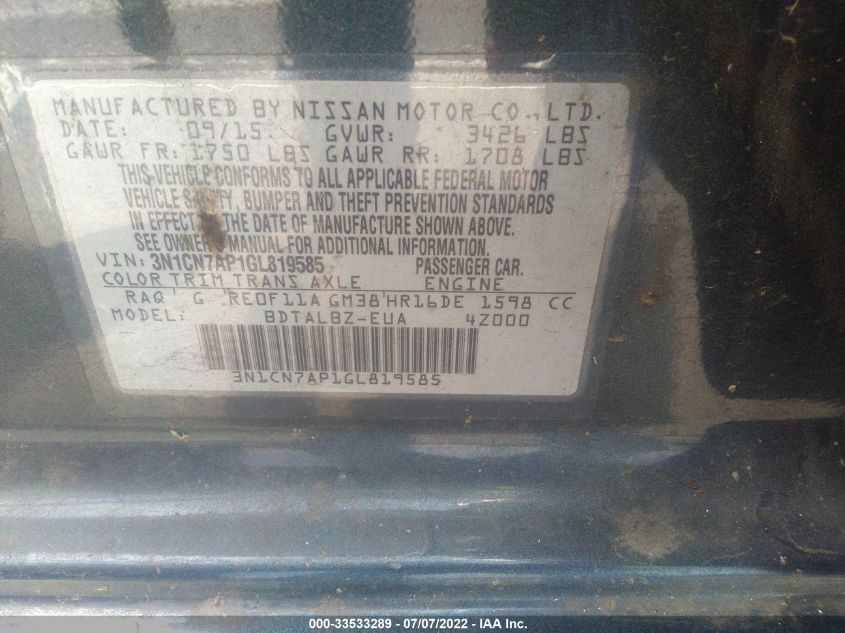 MANUFACTURED BY NISSAN MOTOR CO., LTD.
DATE: 09/15 GVWR: 3426 LBS
GAWR FR: 1750 LBS GAWR RR: 1708 LBS
THIS VEHICLE CONFORMS TO ALL APPLICABLE FEDERAL MOTOR
VEHICLE SAFETY, BUMPER AND THEFT PREVENTION STANDARDS
IN EFFECT ON THE DATE OF MANUFACTURE SHOWN ABOVE.
SEE OWNER'S MANUAL FOR ADDITIONAL INFORMATION.
VIN: 3N1CN7AP1GL819585 PASSENGER CAR.
COLOR TRIM TRANS AXLE ENGINE
RAQ G RE0F11A GM38 HR16DE 1598 CC
MODEL: BDTALBZ-EUA 4Z000
3N1CN7AP1GL819585
000-33533289 - 07/07/2022 - IAA Inc.